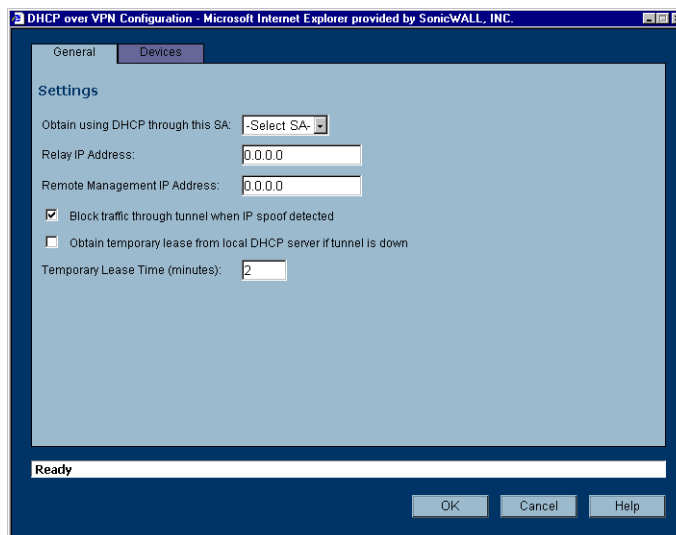 DHCP over VPN Configuration - Microsoft Internet Explorer provided by SonicWALL, INC.
General Devices
Settings
Obtain using DHCP through this SA: -Select SA-
Relay IP Address: 0.0.0.0
Remote Management IP Address: 0.0.0.0
Block traffic through tunnel when IP spoof detected
Obtain temporary lease from local DHCP server if tunnel is down
Temporary Lease Time (minutes): 2
Ready
OK Cancel Help